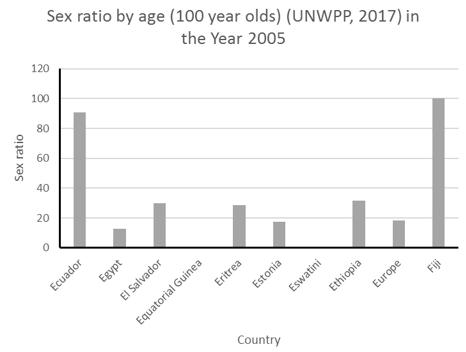 Sex ratio by age (100 year olds) (UNWPP, 2017) in
the Year 2005
120
100
80
60
40
20
0
Sex ratio
Ecuador
Egypt
El Salvador
Equatorial Guinea
Eritrea
Estonia
Eswatini
Ethiopia
Europe
Fiji
Country